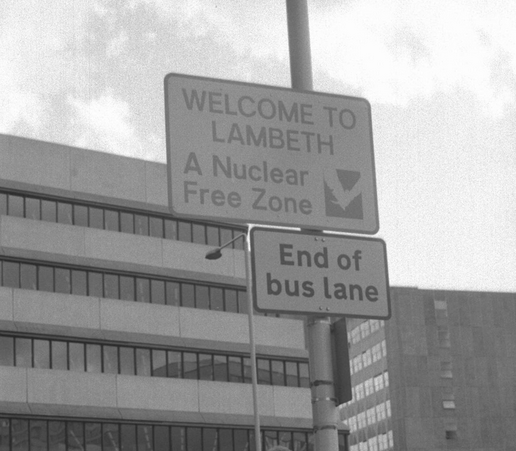 WELCOME TO
LAMBETH
A Nuclear
Free Zone
End of
bus lane